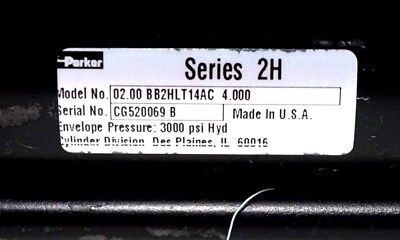 Parker
Series 2H
Model No. 02.00 BB2HLT14AC 4.000
Serial No. CG520069 B Made in U.S.A.
Envelope Pressure: 3000 psi Hyd
Cylinder Division, Des Plaines, IL 60016